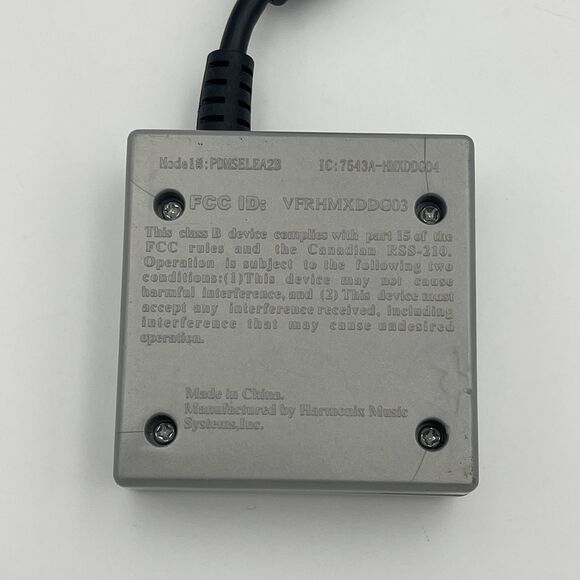 Model#:PDMSELEA2B IC:7543A-HMXDDG04
FCC ID: VFRHMXDDG03
This class B device complies with part 15 of the
FCC rules and the Canadian RSS-210.
Operation is subject to the following two
conditions:(1)This device may not cause
harmful interference, and (2) This device must
accept any interference received, including
interference that may cause undesired
operation.
Made in China.
Manufactured by Harmonix Music
Systems,Inc.